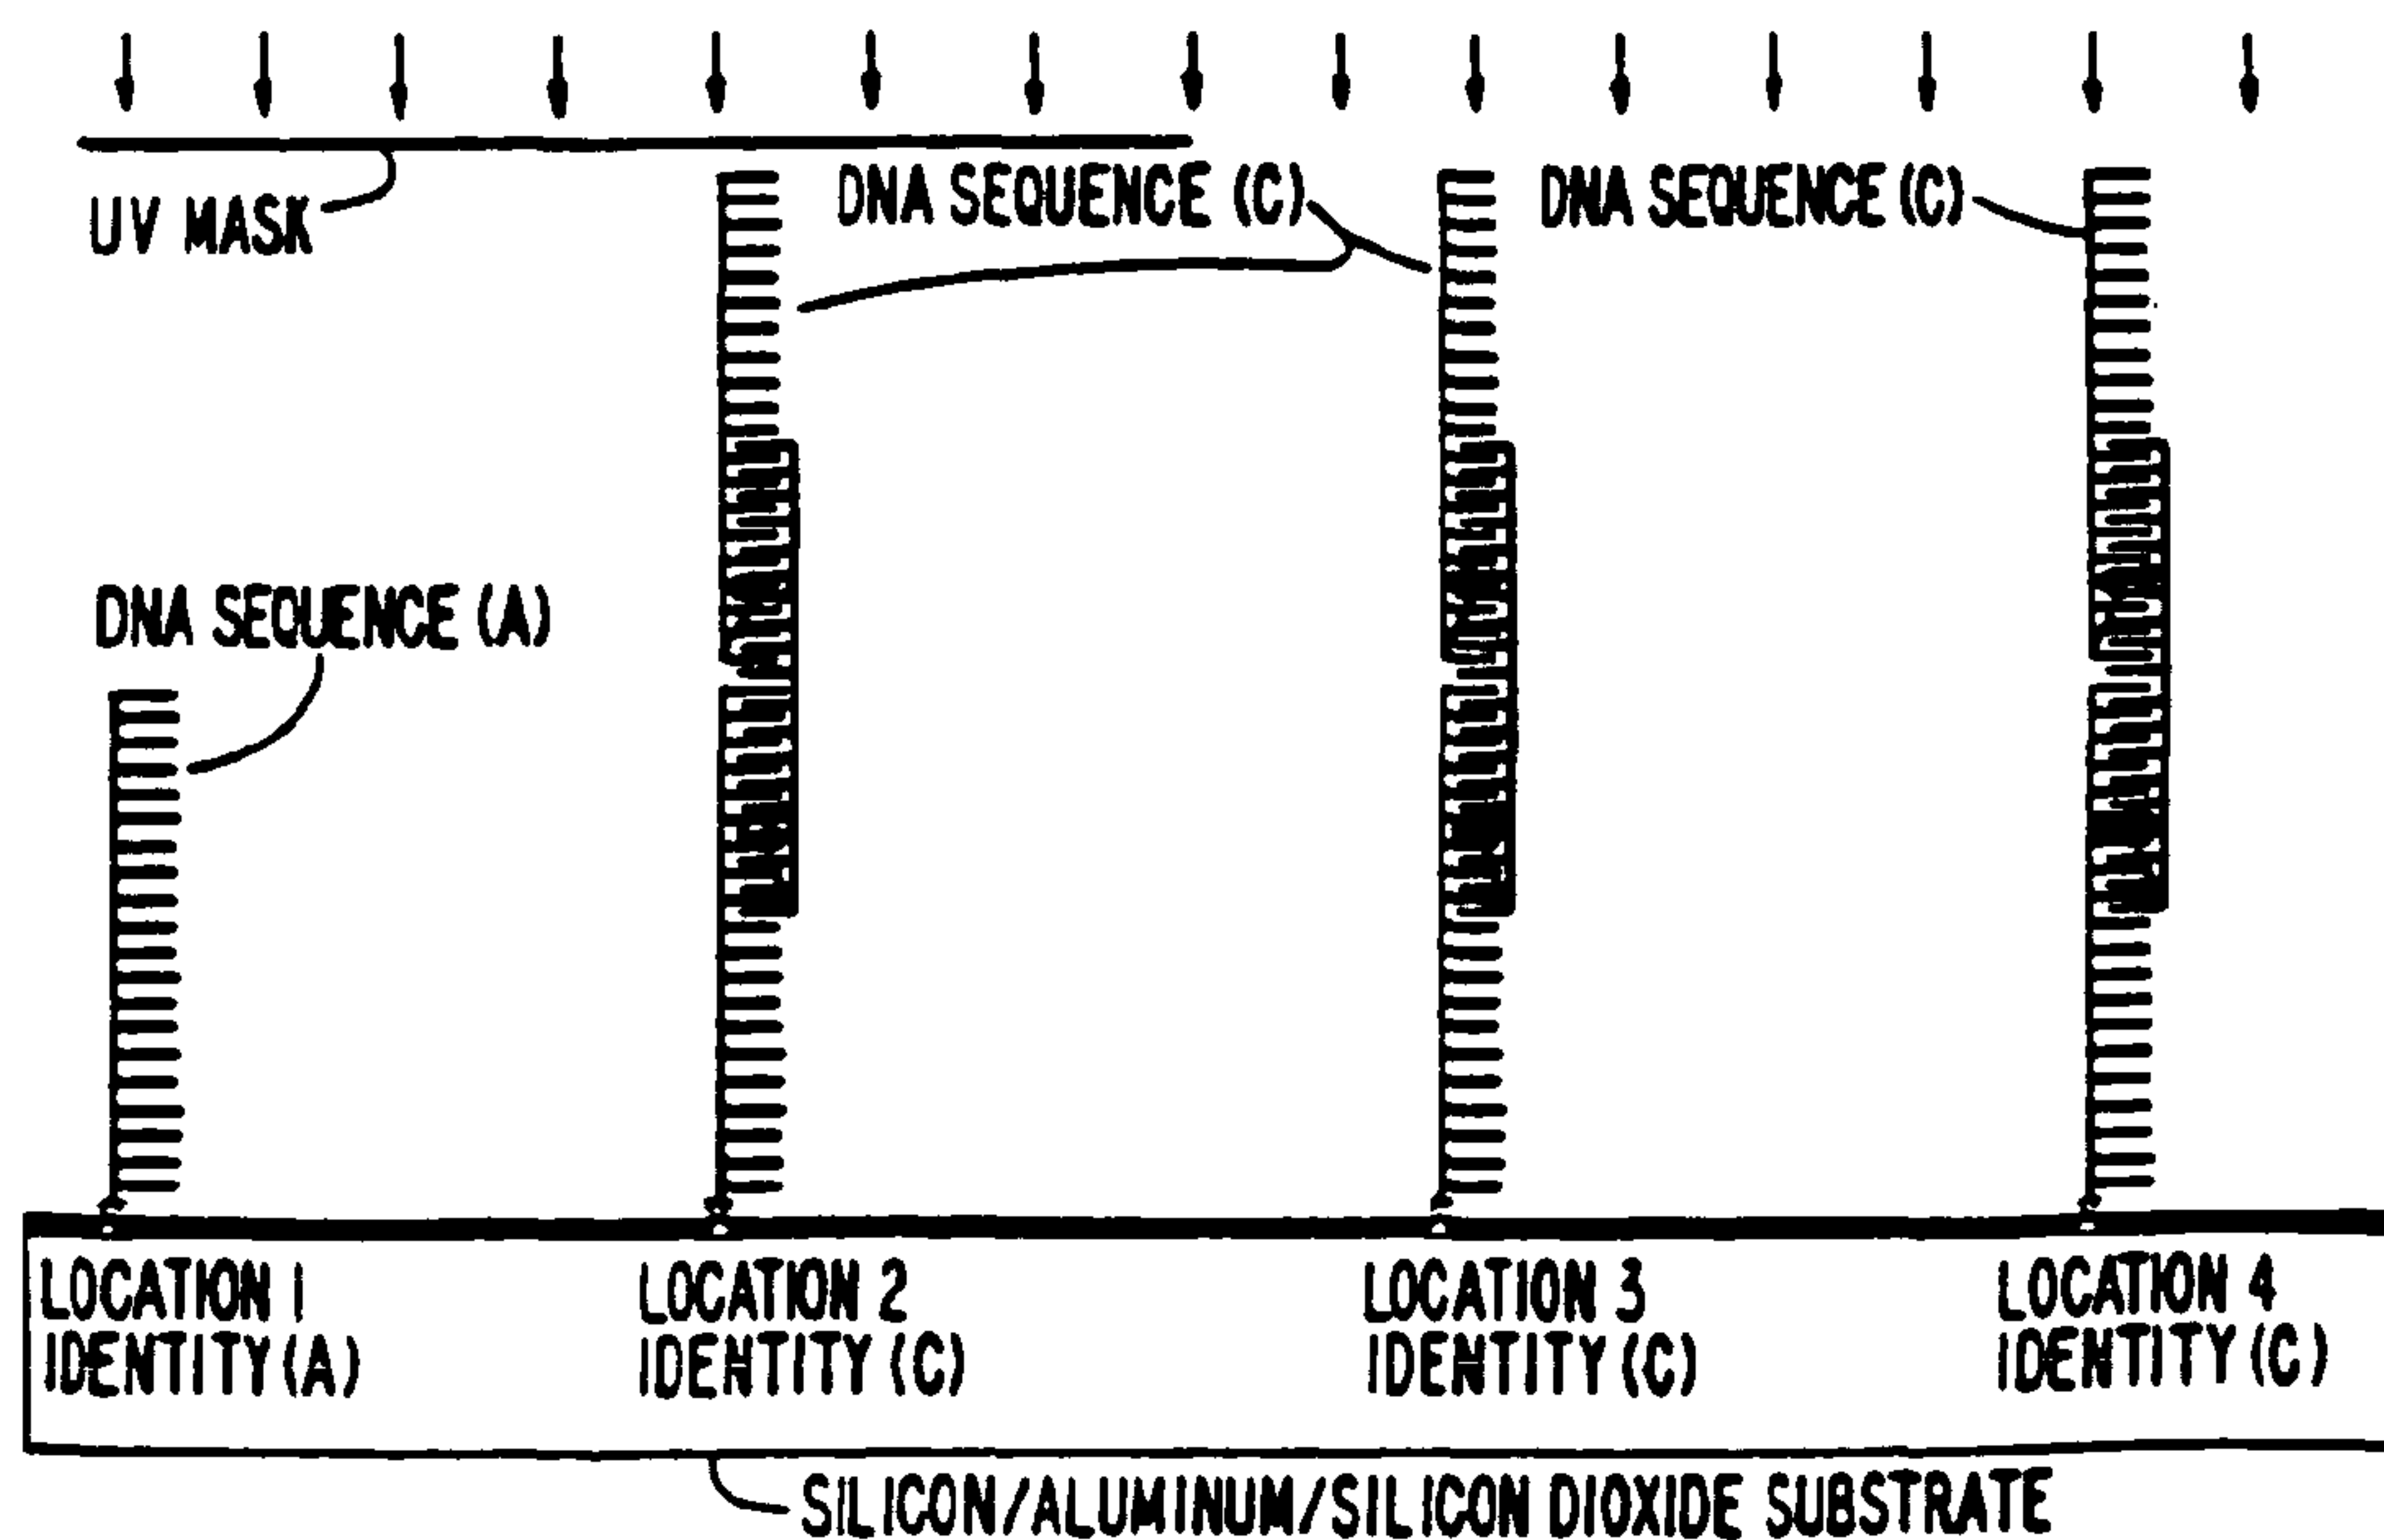 UV MASK
DNA SEQUENCE (C)
DNA SEQUENCE (C)
DNA SEQUENCE (A)
LOCATION 1
IDENTITY (A)
LOCATION 2
IDENTITY (C)
LOCATION 3
IDENTITY (C)
LOCATION 4
IDENTITY (C)
SILICON/ALUMINUM/SILICON DIOXIDE SUBSTRATE